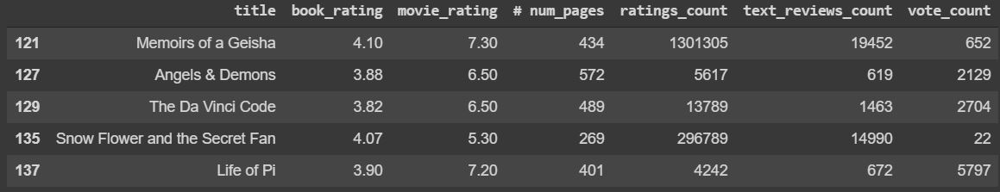 title book_rating movie_rating # num_pages ratings_count text_reviews_count vote_count
121 Memoirs of a Geisha 4.10 7.30 434 1301305 19452 652
127 Angels & Demons 3.88 6.50 572 5617 619 2129
129 The Da Vinci Code 3.82 6.50 489 13789 1463 2704
135 Snow Flower and the Secret Fan 4.07 5.30 269 296789 14990 22
137 Life of Pi 3.90 7.20 401 4242 672 5797